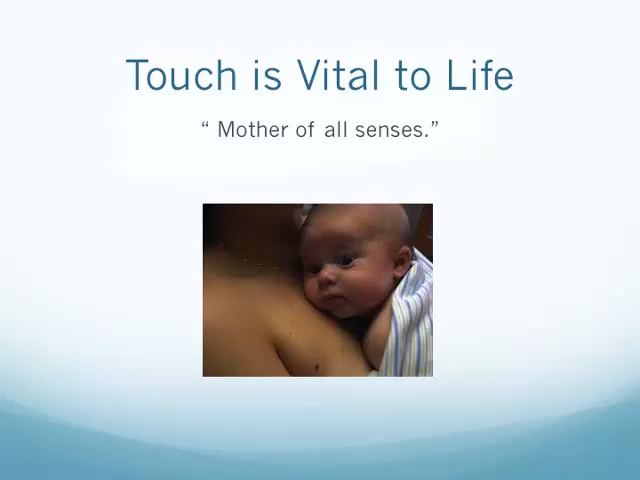 Touch is Vital to Life
“ Mother of all senses.”